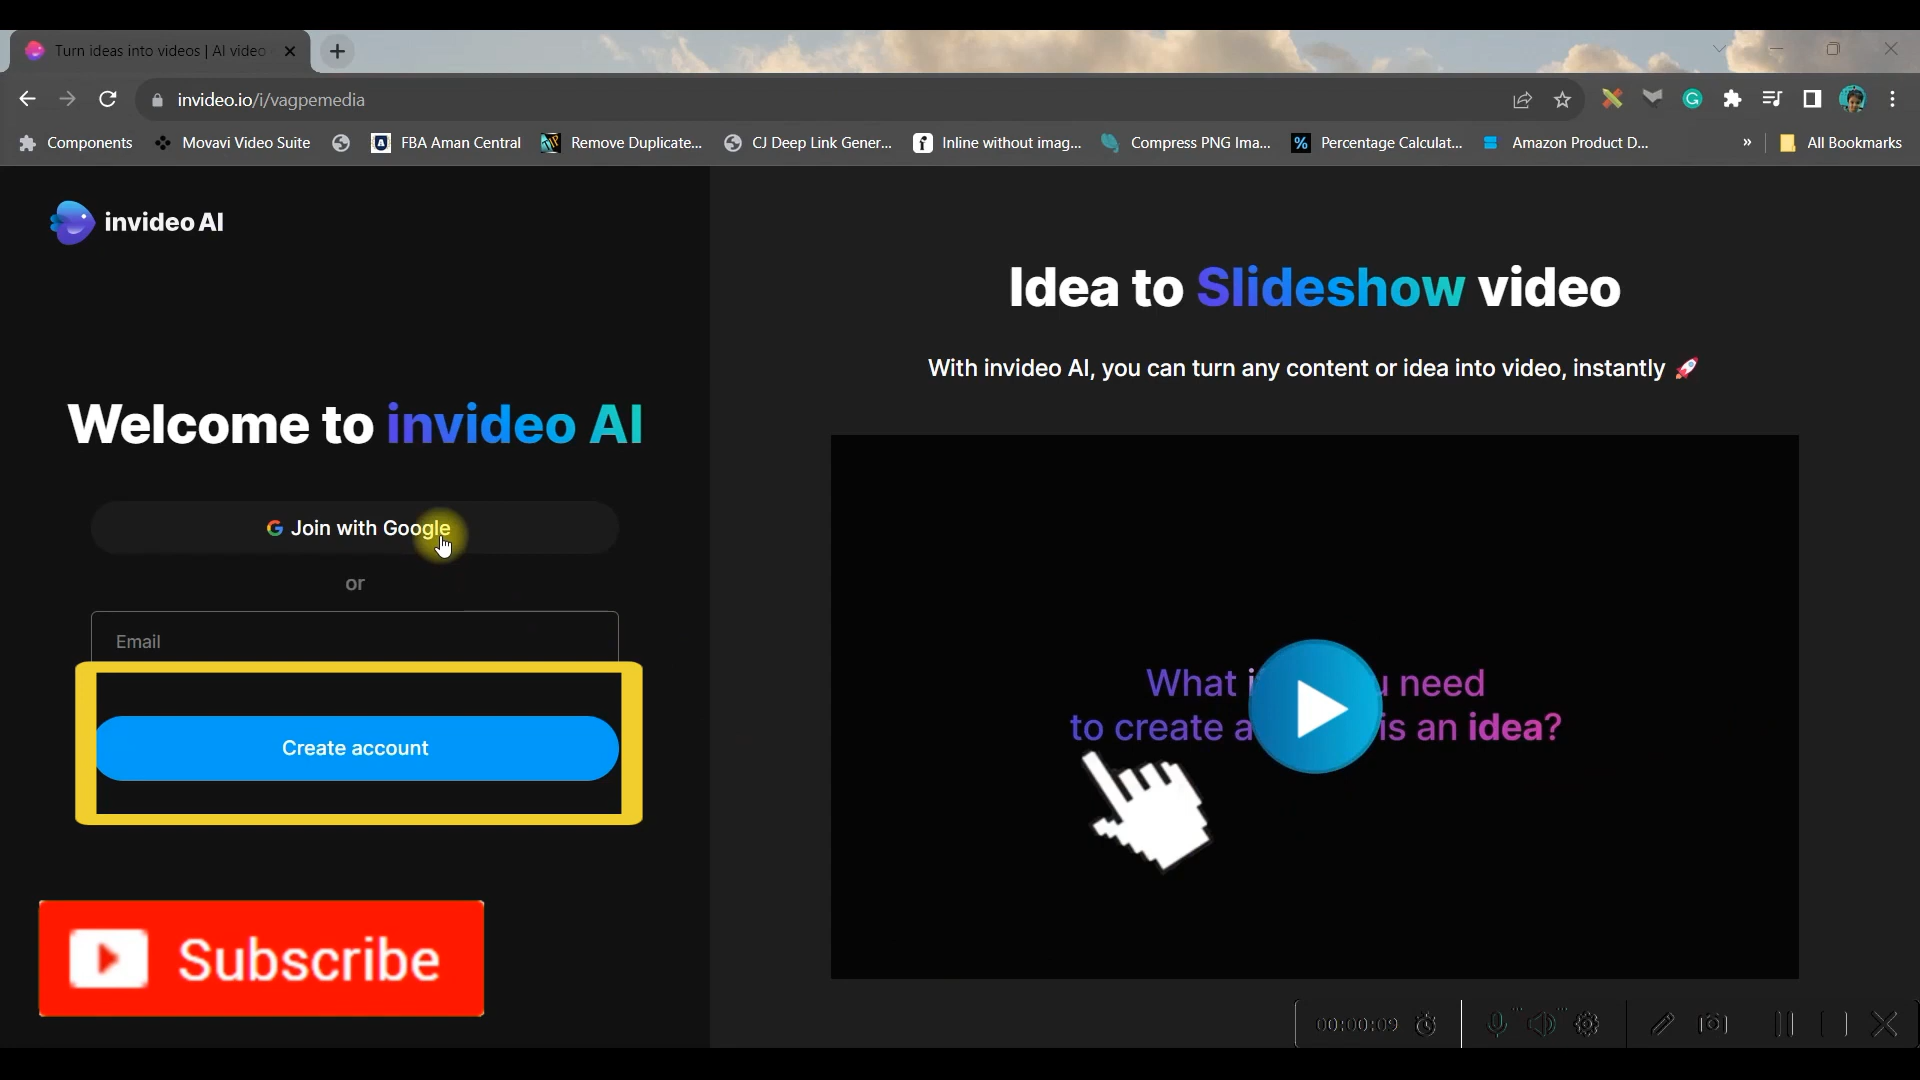 Turn ideas into videos | AI video
invideo.io/i/vagpemedia
Components
Movavi Video Suite
FBA Aman Central
Remove Duplicate...
CJ Deep Link Gener...
Inline without imag...
Compress PNG Ima...
Percentage Calculat...
Amazon Product D...
»
All Bookmarks
invideo AI
Welcome to invideo AI
Join with Google
or
Email
Create account
Subscribe
Idea to Slideshow video
With invideo AI, you can turn any content or idea into video, instantly 🚀
What i u need
to create a is an idea?
00:00:09